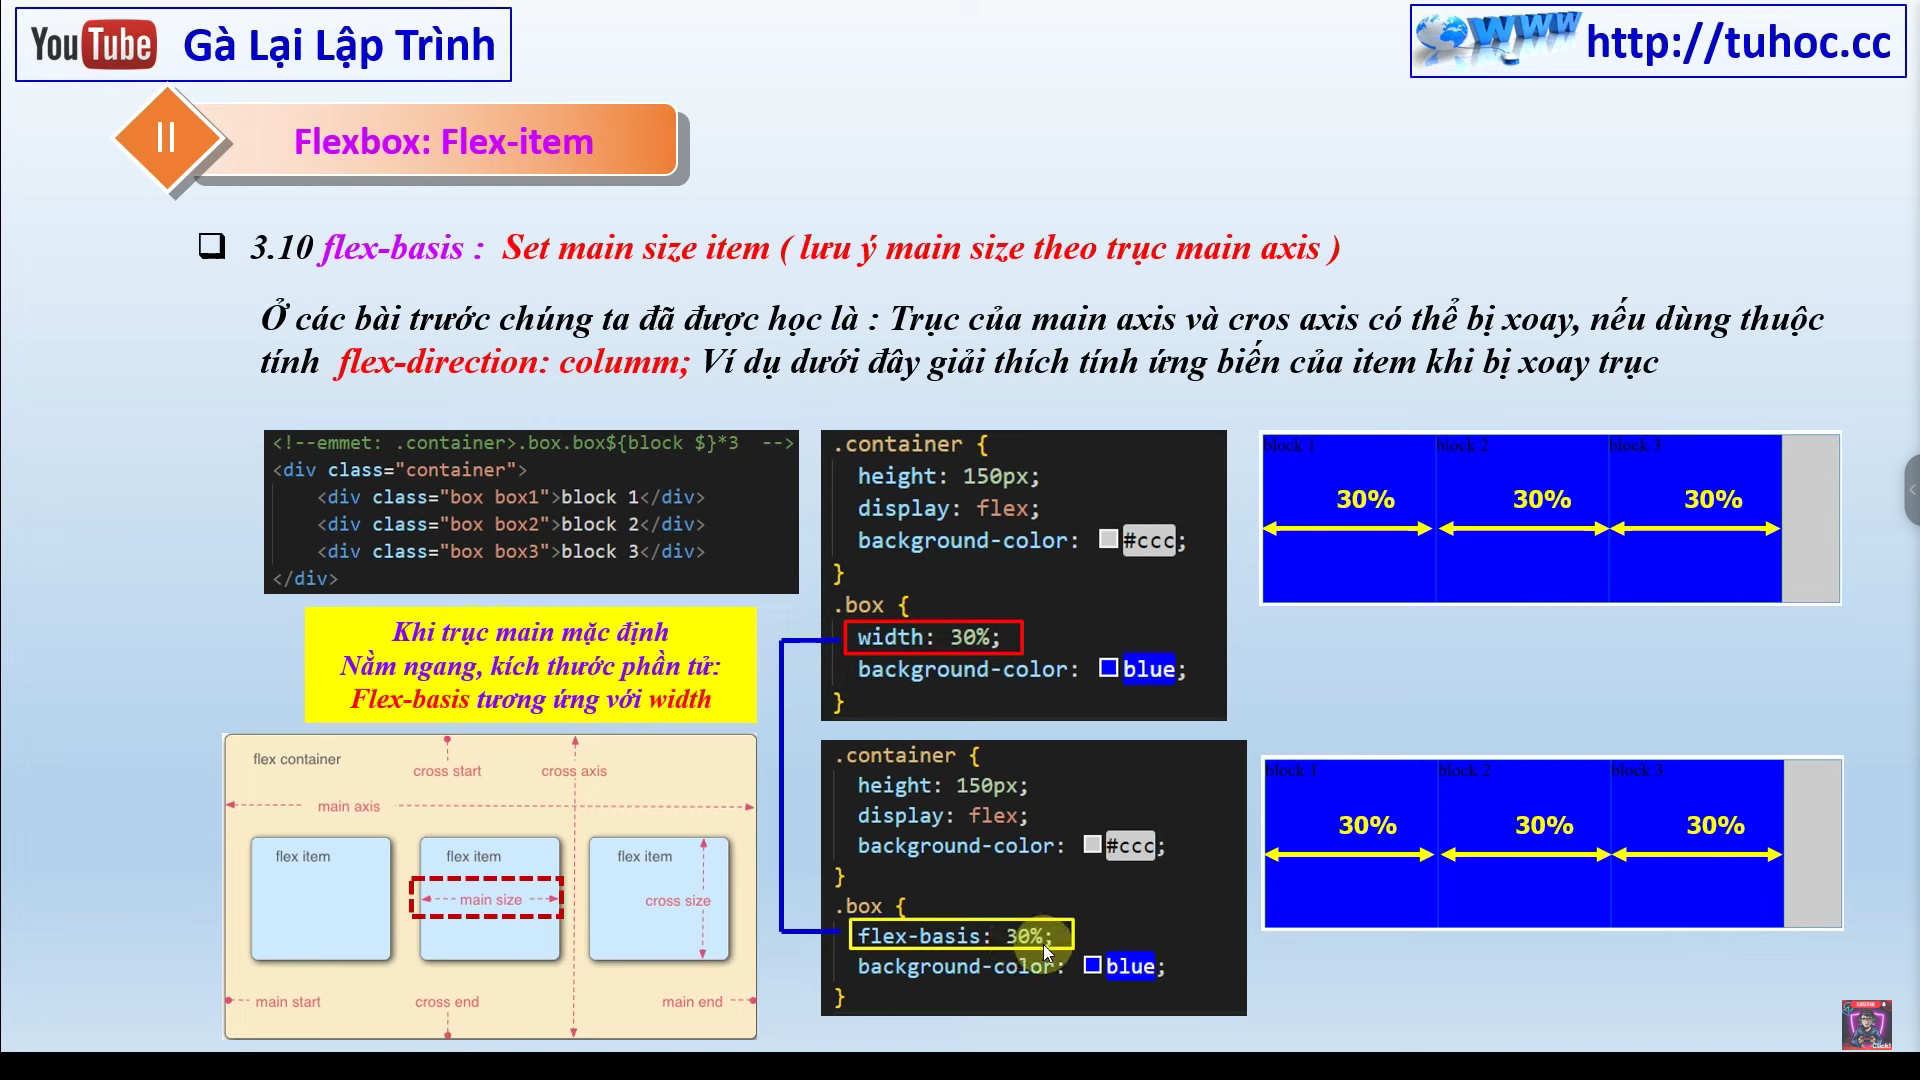 YouTube Gà Lại Lập Trình
WWW http://tuhoc.cc
II Flexbox: Flex-item
3.10 flex-basis : Set main size item ( lưu ý main size theo trục main axis )
Ở các bài trước chúng ta đã được học là : Trục của main axis và cros axis có thể bị xoay, nếu dùng thuộc
tính flex-direction: columm; Ví dụ dưới đây giải thích tính ứng biến của item khi bị xoay trục
<!--emmet: .container>.box.box${block $}*3 -->
<div class="container">
<div class="box box1">block 1</div>
<div class="box box2">block 2</div>
<div class="box box3">block 3</div>
</div>
Khi trục main mặc định
Nằm ngang, kích thước phần tử:
Flex-basis tương ứng với width
flex container
cross start
cross axis
main axis
flex item
flex item
flex item
main size
cross size
main start
cross end
main end
.container {
height: 150px;
display: flex;
background-color: #ccc;
}
.box {
width: 30%;
background-color: blue;
}
.container {
height: 150px;
display: flex;
background-color: #ccc;
}
.box {
flex-basis: 30%;
background-color: blue;
}
block 1 block 2 block 3
30% 30% 30%
block 1 block 2 block 3
30% 30% 30%
SUBSCRIBE
Click!